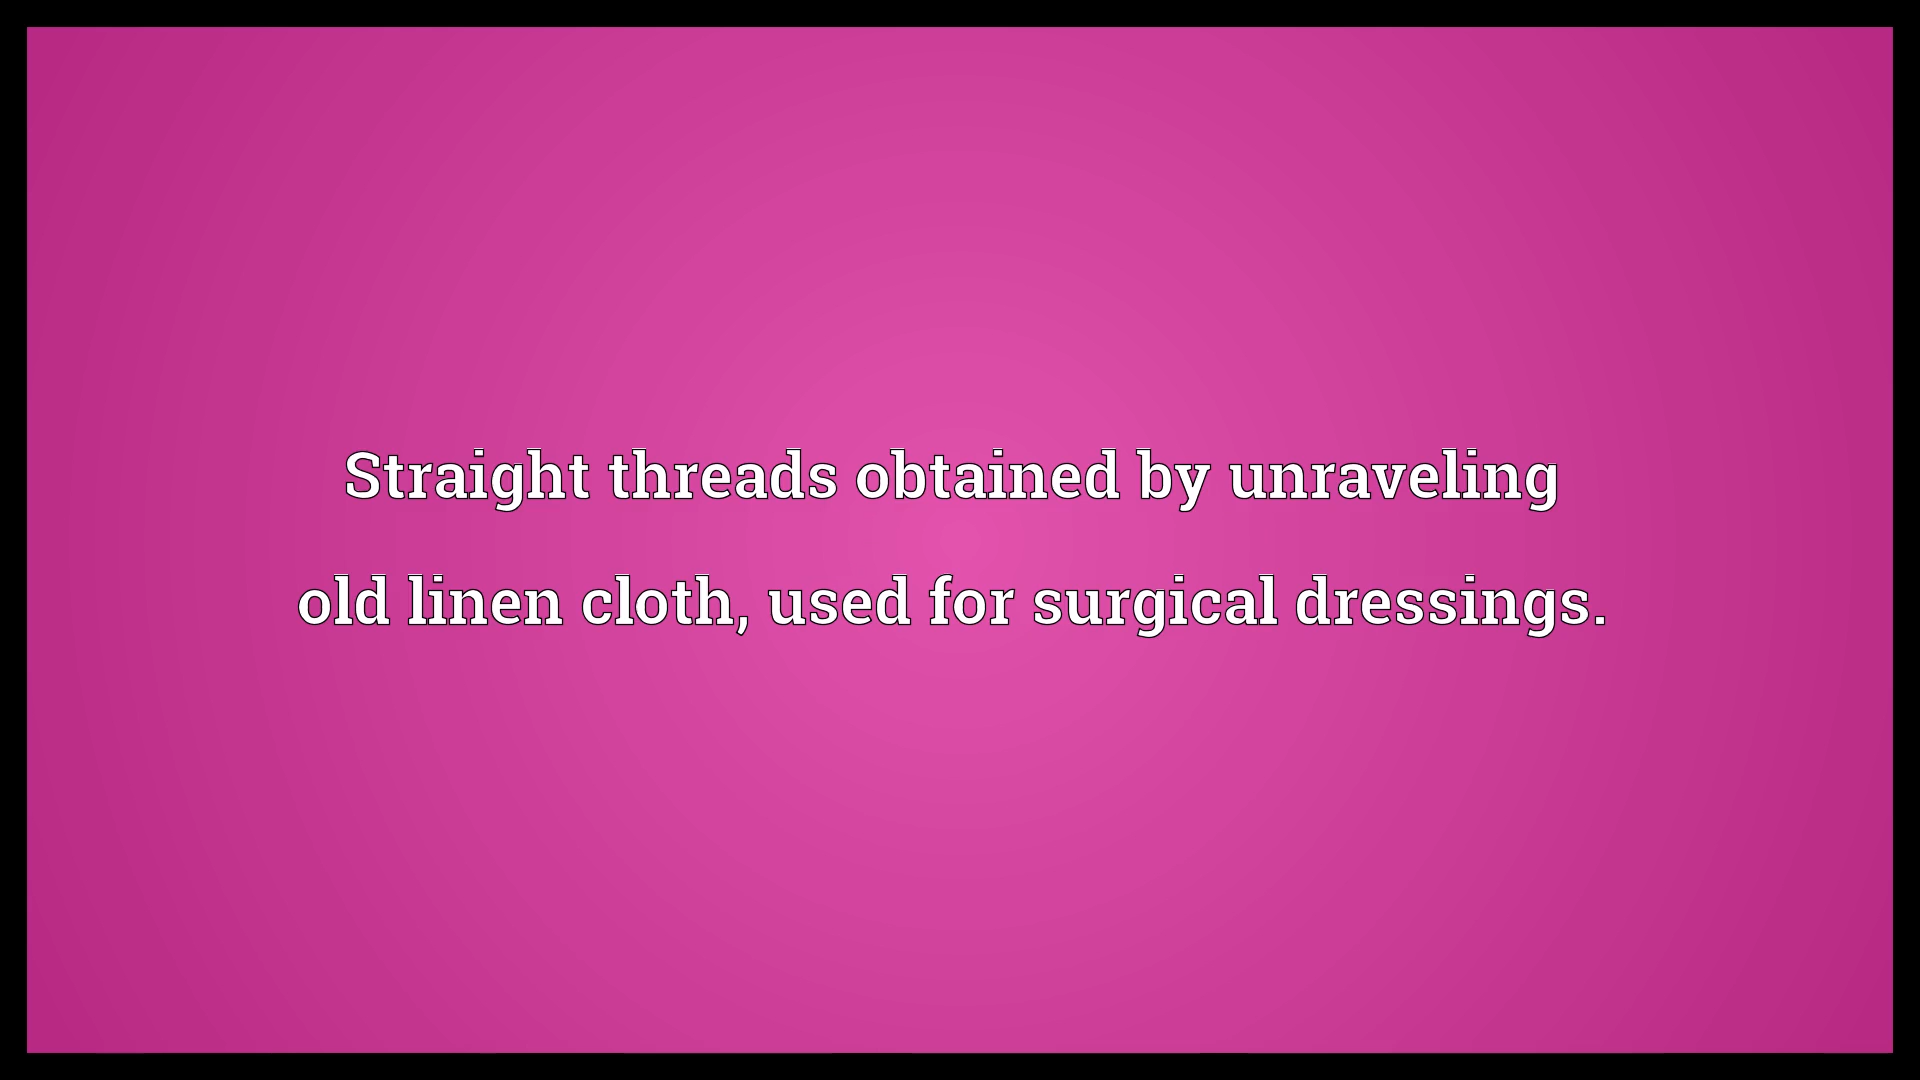 Straight threads obtained by unraveling
old linen cloth, used for surgical dressings.